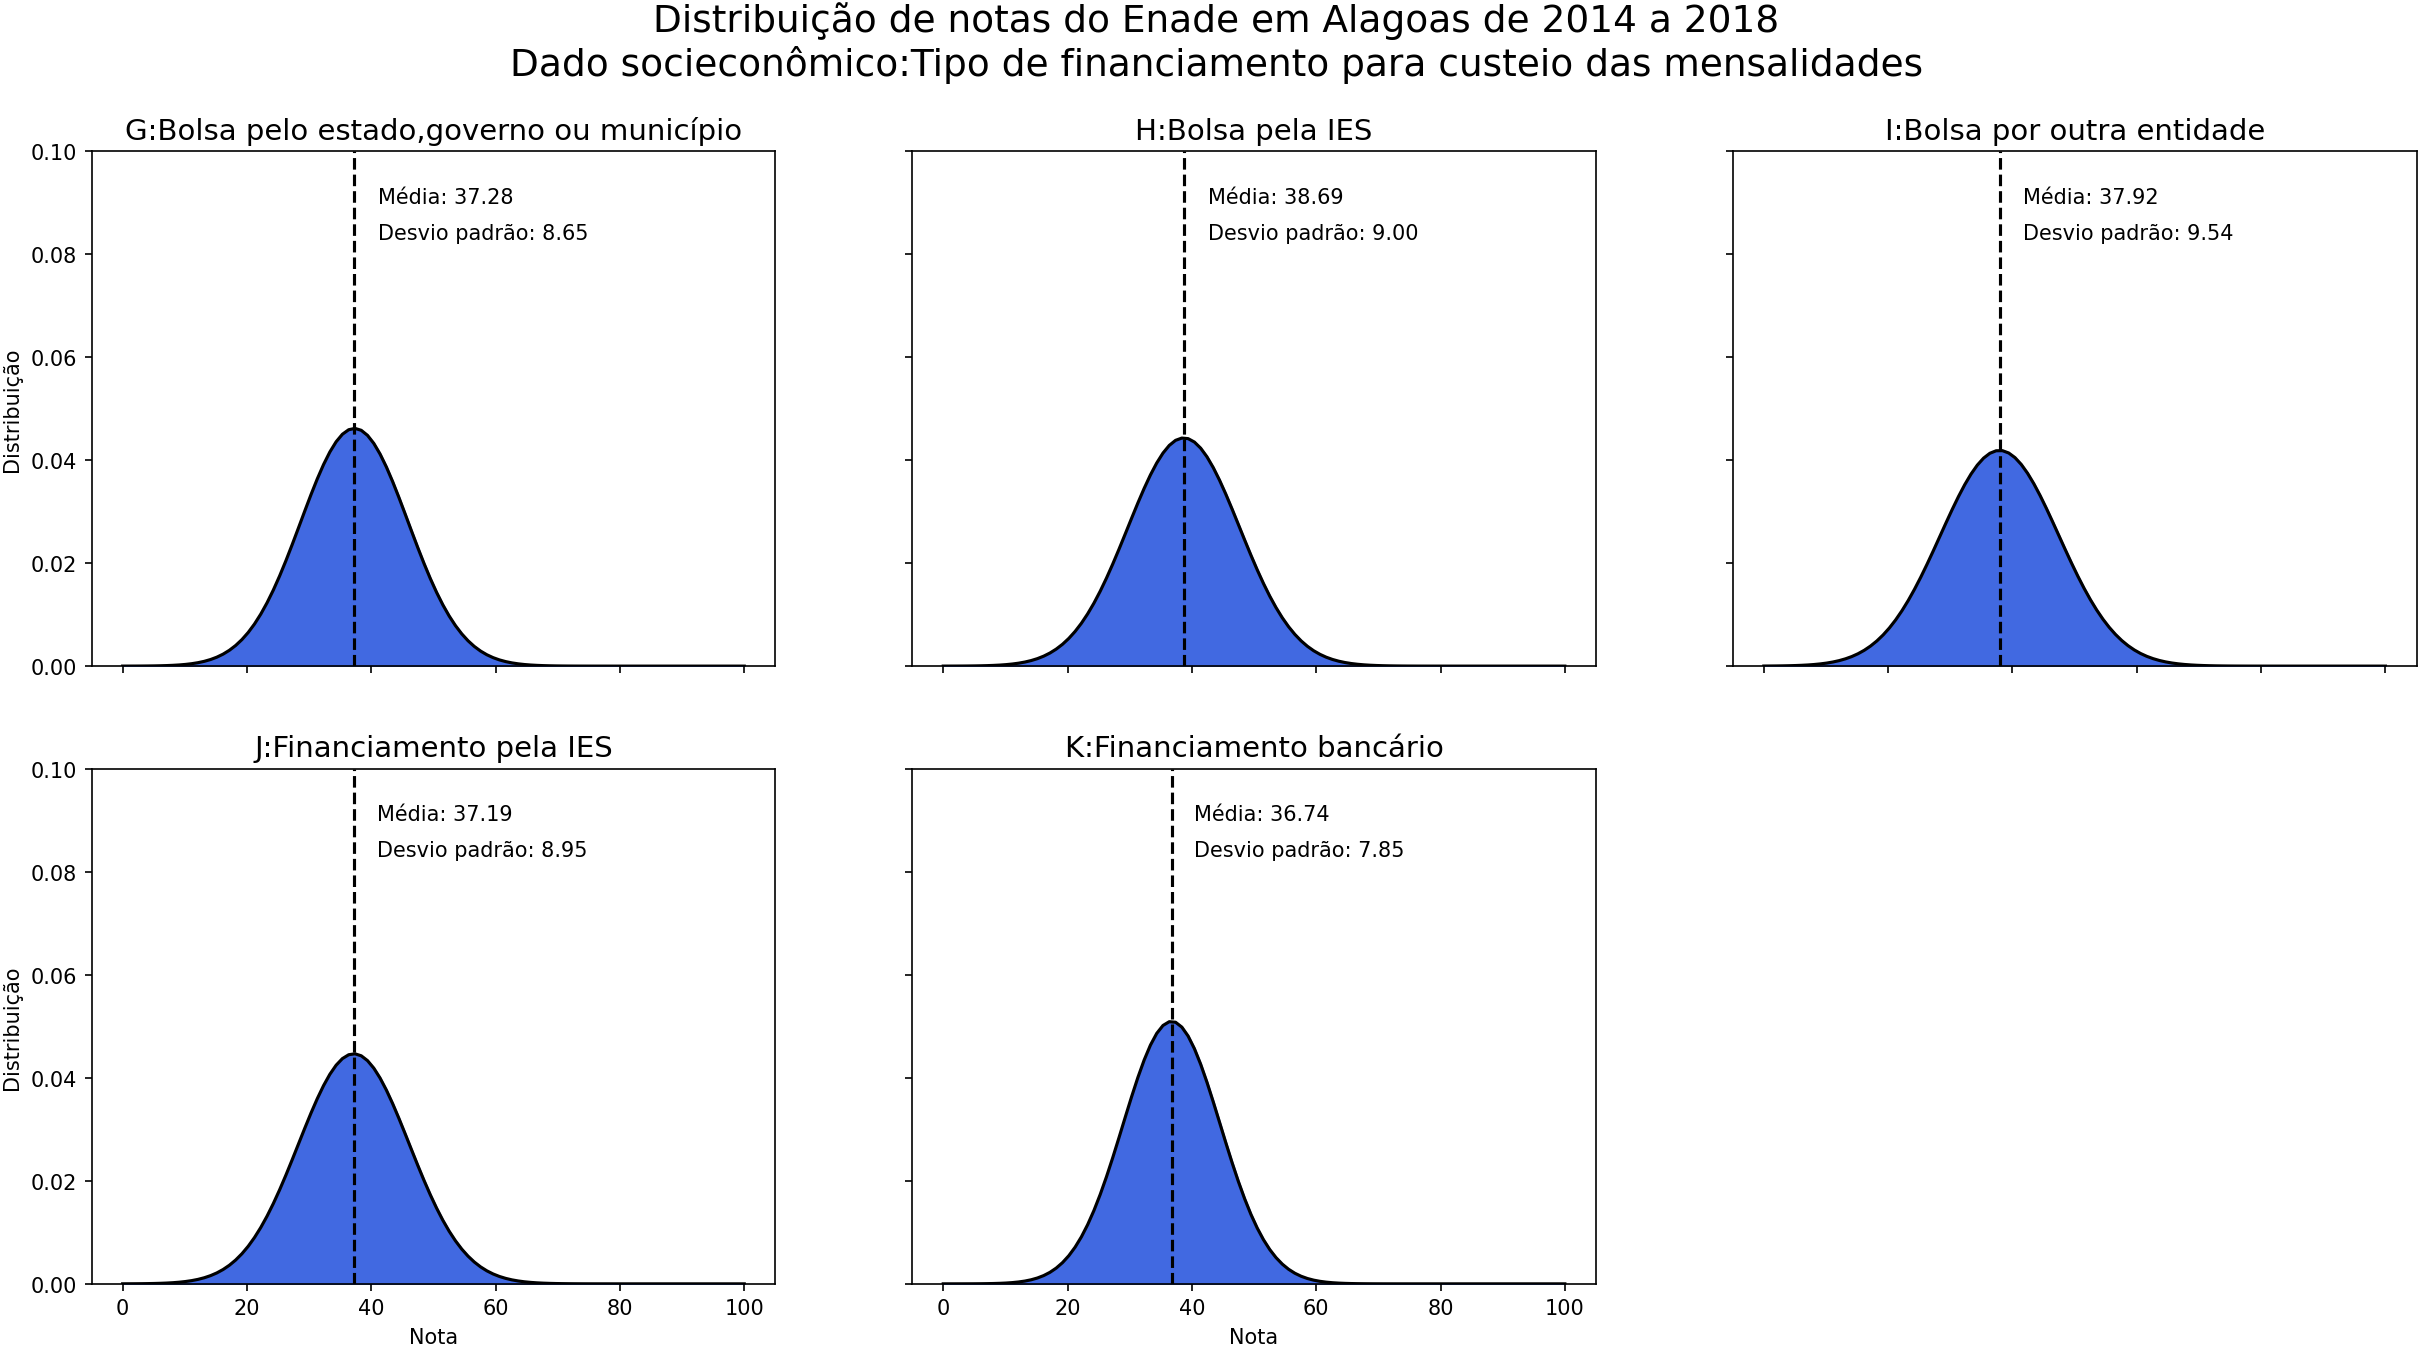 Distribuição de notas do Enade em Alagoas de 2014 a 2018
Dado socieconômico:Tipo de financiamento para custeio das mensalidades
G:Bolsa pelo estado,governo ou município
H:Bolsa pela IES
I:Bolsa por outra entidade
0.10
0.08
0.06
0.04
0.02
0.00
Distribuição
Média: 37.28
Desvio padrão: 8.65
Média: 38.69
Desvio padrão: 9.00
Média: 37.92
Desvio padrão: 9.54
J:Financiamento pela IES
K:Financiamento bancário
0.10
0.08
0.06
0.04
0.02
0.00
Distribuição
Média: 37.19
Desvio padrão: 8.95
Média: 36.74
Desvio padrão: 7.85
0 20 40 60 80 100
Nota
0 20 40 60 80 100
Nota